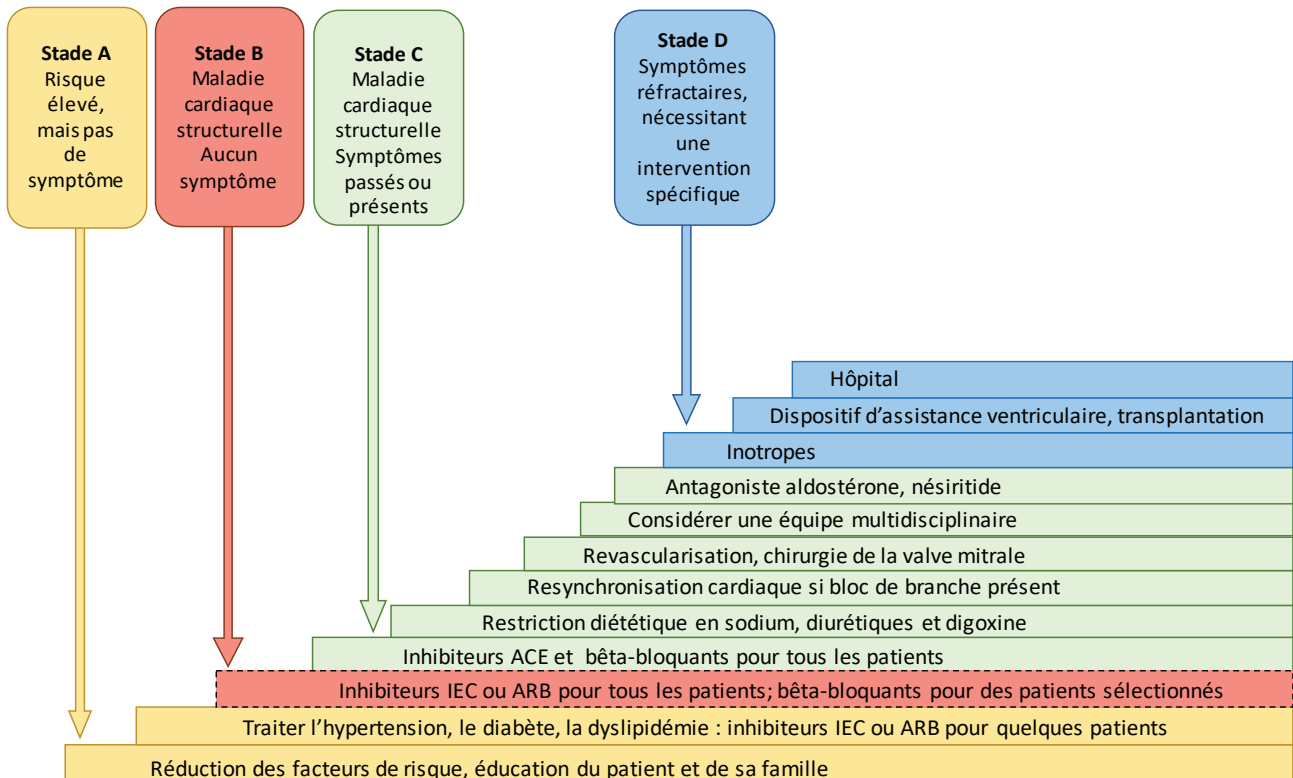 Stade A
Risque
élevé,
mais pas
de
symptôme
Stade B
Maladie
cardiaque
structurelle
Aucun
symptôme
Stade C
Maladie
cardiaque
structurelle
Symptômes
passés ou
présents
Stade D
Symptômes
réfractaires,
nécessitant
une
intervention
spécifique
Hôpital
Dispositif d’assistance ventriculaire, transplantation
Inotropes
Antagoniste aldostérone, nésiritide
Considérer une équipe multidisciplinaire
Revascularisation, chirurgie de la valve mitrale
Resynchronisation cardiaque si bloc de branche présent
Restriction diététique en sodium, diurétiques et digoxine
Inhibiteurs ACE et bêta-bloquants pour tous les patients
Inhibiteurs IEC ou ARB pour tous les patients; bêta-bloquants pour des patients sélectionnés
Traiter l’hypertension, le diabète, la dyslipidémie : inhibiteurs IEC ou ARB pour quelques patients
Réduction des facteurs de risque, éducation du patient et de sa famille